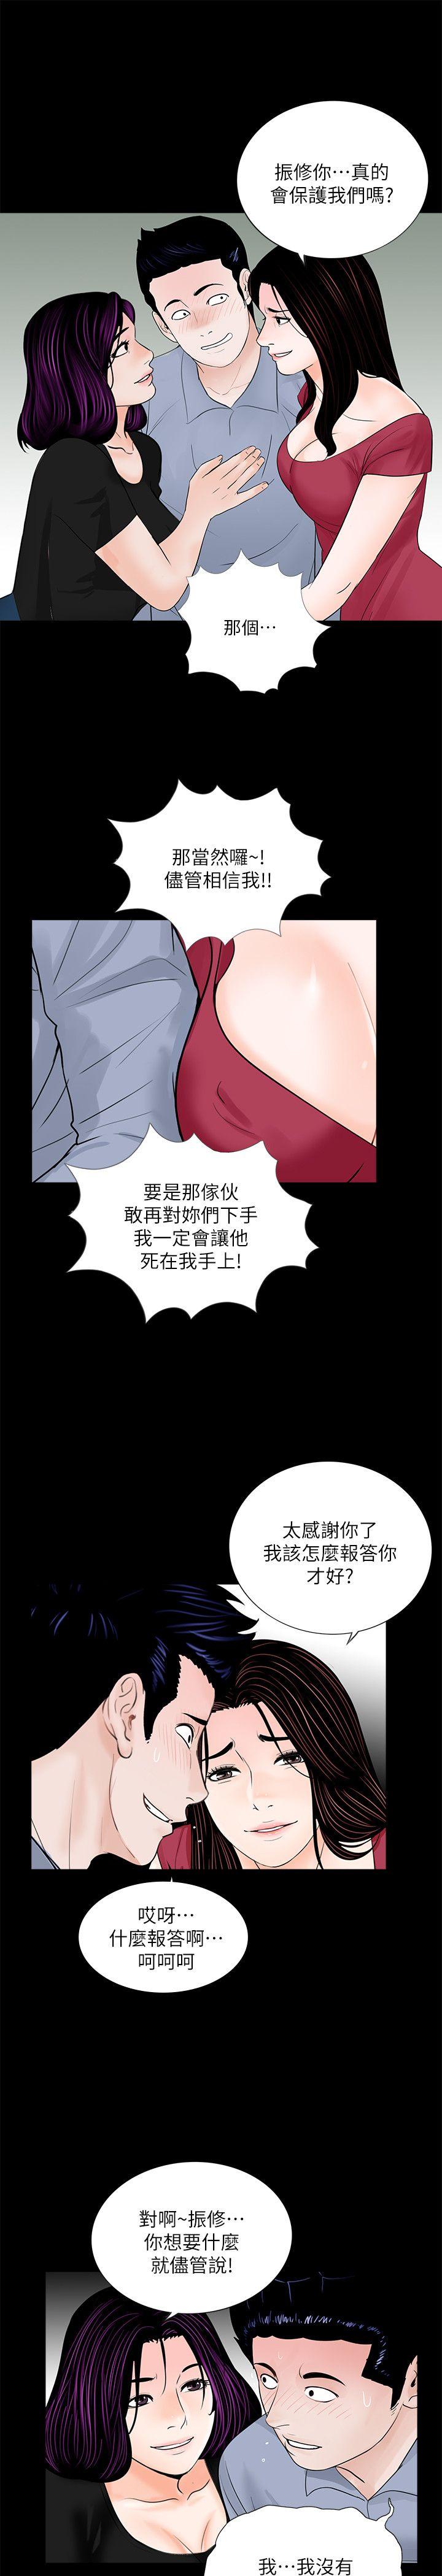 振修你⋯真的
會保護我們嗎?
那個⋯
那當然囉~!
儘管相信我!!
要是那傢伙
敢再對妳們下手
我一定會讓他
死在我手上!
太感謝你了
我該怎麼報答你
才好?
哎呀⋯
什麼報答啊⋯
呵呵呵
對啊~振修⋯
你想要什麼
就儘管說!
我⋯我沒有